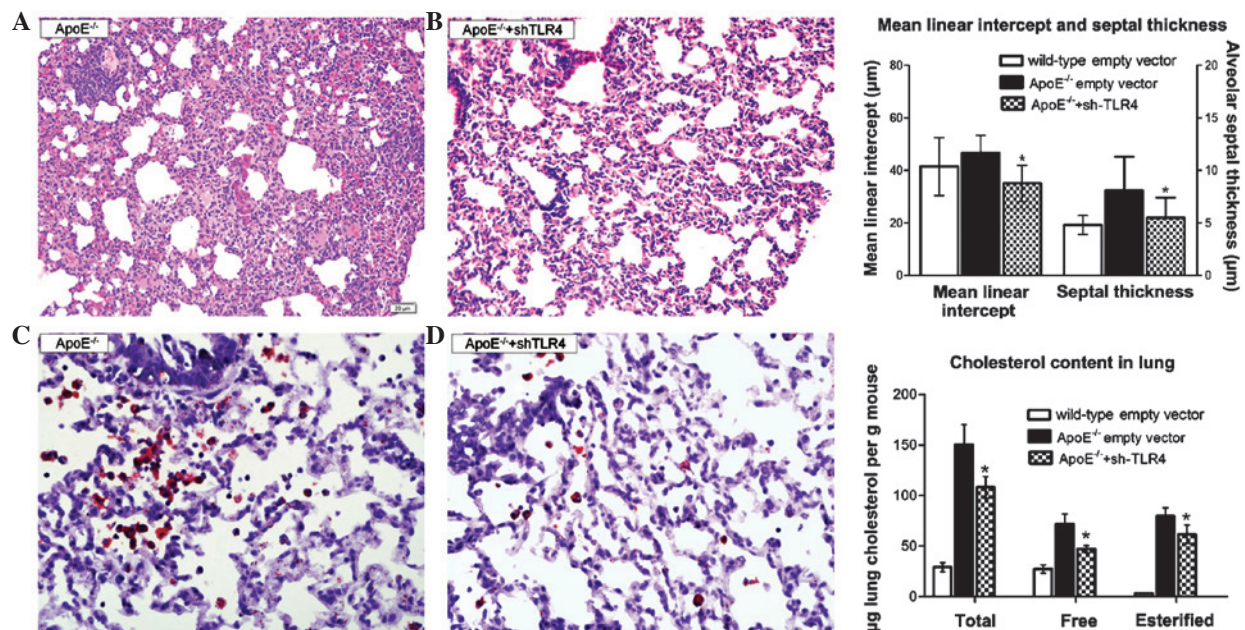 A
ApoE-/-
B
ApoE-/-+shTLR4
20 µm
C
ApoE-/-
D
ApoE-/-+shTLR4
Mean linear intercept and septal thickness
wild-type empty vector
ApoE-/- empty vector
ApoE-/-+sh-TLR4
Mean linear intercept (µm)
80
60
40
20
0
Alveolar septal thickness (µm)
20
15
10
5
0
*
*
Mean linear intercept
Septal thickness
Cholesterol content in lung
wild-type empty vector
ApoE-/- empty vector
ApoE-/-+sh-TLR4
µg lung cholesterol per g mouse
200
150
100
50
0
*
*
*
Total
Free
Esterified